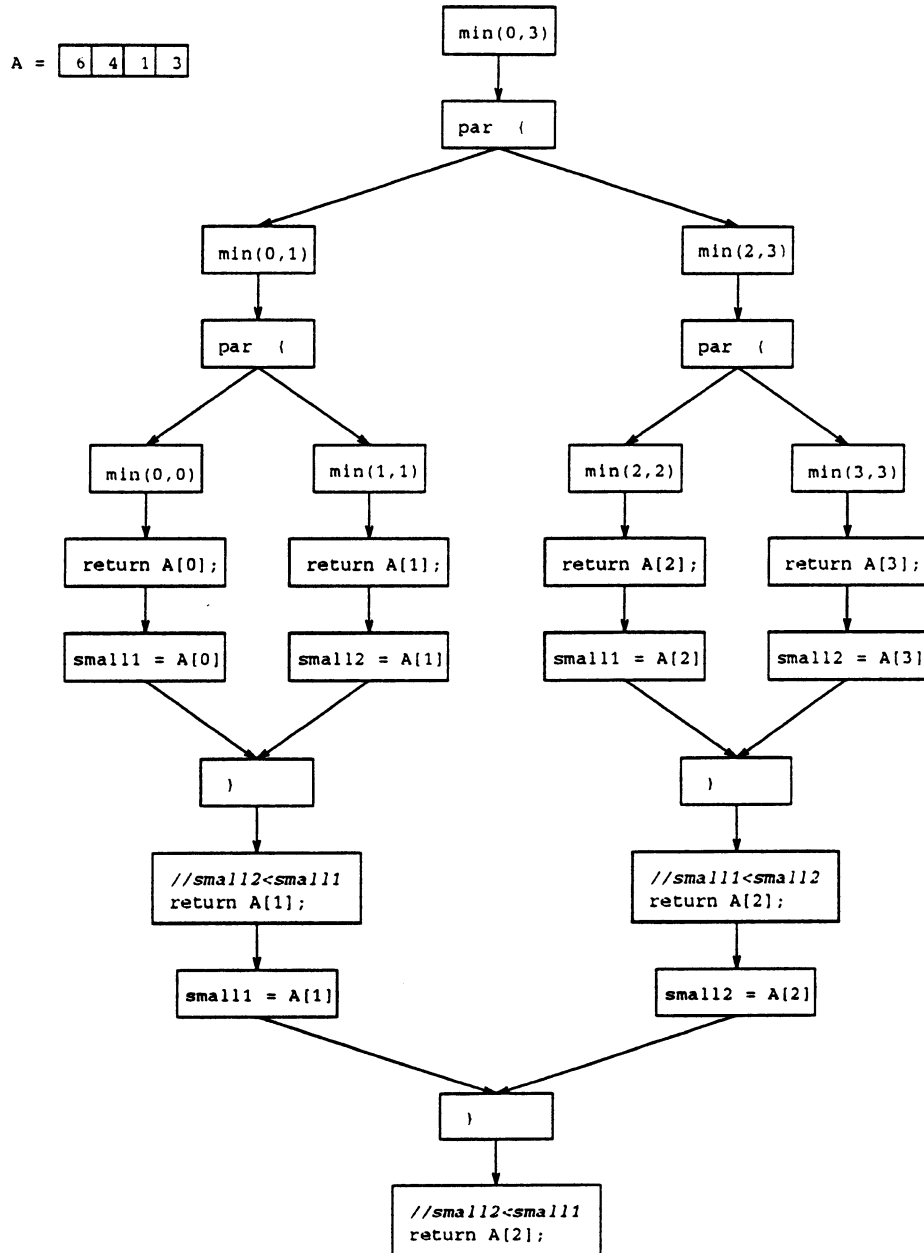 min(0,3)
A = 6 4 1 3
par {
min(0,1)
min(2,3)
par {
par {
min(0,0)
min(1,1)
min(2,2)
min(3,3)
return A[0];
return A[1];
return A[2];
return A[3];
small1 = A[0]
small2 = A[1]
small1 = A[2]
small2 = A[3]
}
}
//small2<small1
return A[1];
//small1<small2
return A[2];
small1 = A[1]
small2 = A[2]
}
//small2<small1
return A[2];